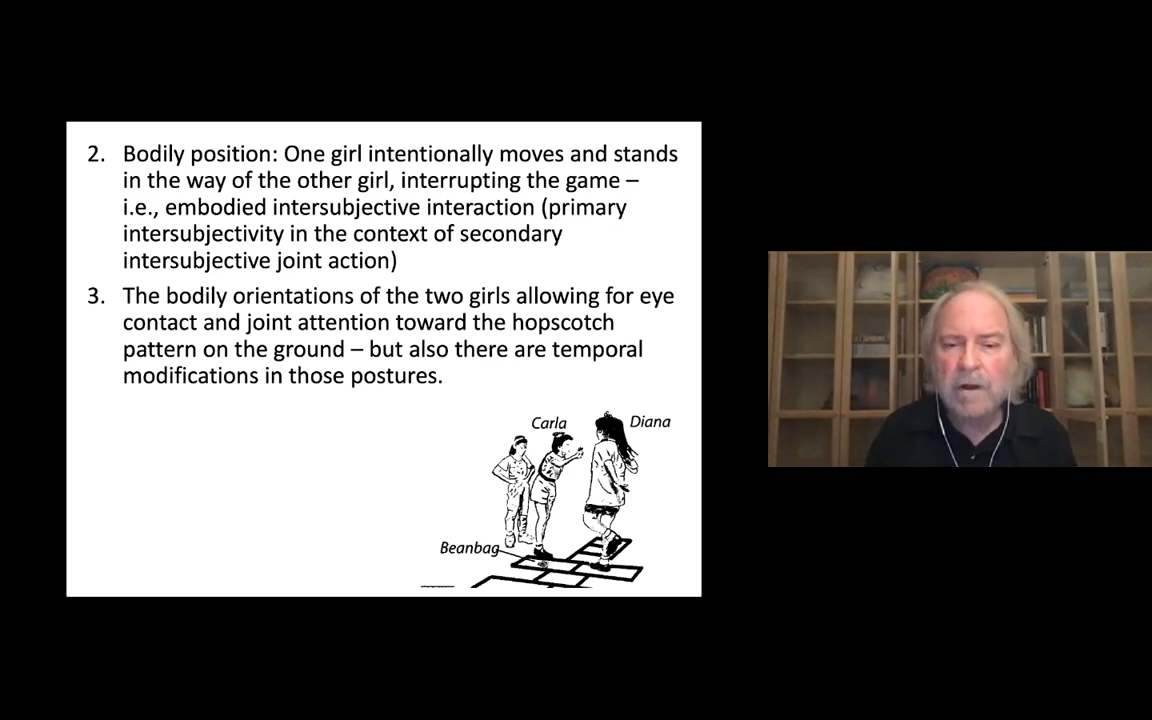 2. Bodily position: One girl intentionally moves and stands
in the way of the other girl, interrupting the game –
i.e., embodied intersubjective interaction (primary
intersubjectivity in the context of secondary
intersubjective joint action)
3. The bodily orientations of the two girls allowing for eye
contact and joint attention toward the hopscotch
pattern on the ground – but also there are temporal
modifications in those postures.
Carla
Diana
Beanbag